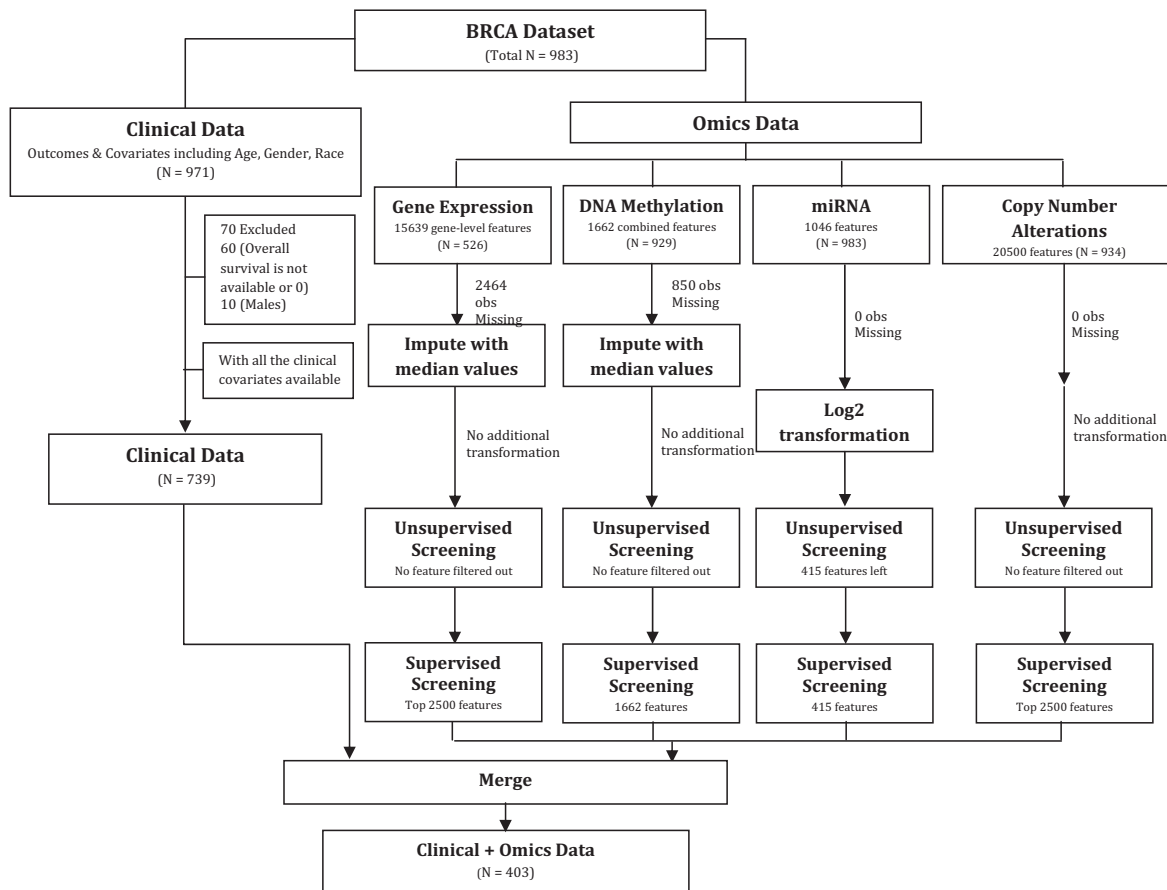 BRCA Dataset
(Total N = 983)
Clinical Data
Outcomes & Covariates including Age, Gender, Race
(N = 971)
Omics Data
Gene Expression
15639 gene-level features
(N = 526)
DNA Methylation
1662 combined features
(N = 929)
miRNA
1046 features
(N = 983)
Copy Number
Alterations
20500 features (N = 934)
70 Excluded
60 (Overall
survival is not
available or 0)
10 (Males)
With all the clinical
covariates available
2464
obs
Missing
850 obs
Missing
0 obs
Missing
0 obs
Missing
Impute with
median values
Impute with
median values
Log2
transformation
No additional
transformation
No additional
transformation
No additional
transformation
Clinical Data
(N = 739)
Unsupervised
Screening
No feature filtered out
Unsupervised
Screening
No feature filtered out
Unsupervised
Screening
415 features left
Unsupervised
Screening
No feature filtered out
Supervised
Screening
Top 2500 features
Supervised
Screening
1662 features
Supervised
Screening
415 features
Supervised
Screening
Top 2500 features
Merge
Clinical + Omics Data
(N = 403)